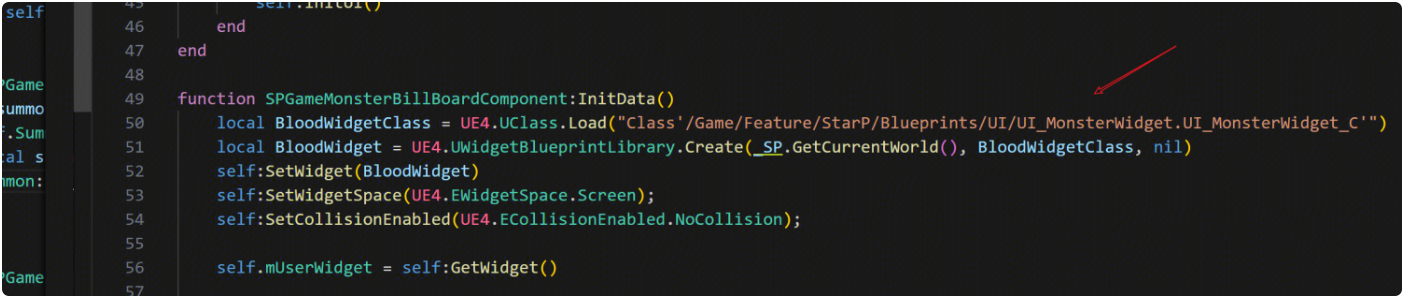 self
PGame
summo
f.Sum
cal s
mmon:
PGame
45 self:InitUI()
46 end
47 end
48
49 function SPGameMonsterBillBoardComponent:InitData()
50 local BloodWidgetClass = UE4.UClass.Load("Class'/Game/Feature/StarP/Blueprints/UI/UI_MonsterWidget.UI_MonsterWidget_C'")
51 local BloodWidget = UE4.UWidgetBlueprintLibrary.Create(_SP.GetCurrentWorld(), BloodWidgetClass, nil)
52 self:SetWidget(BloodWidget)
53 self:SetWidgetSpace(UE4.EWidgetSpace.Screen);
54 self:SetCollisionEnabled(UE4.ECollisionEnabled.NoCollision);
55
56 self.mUserWidget = self:GetWidget()
57